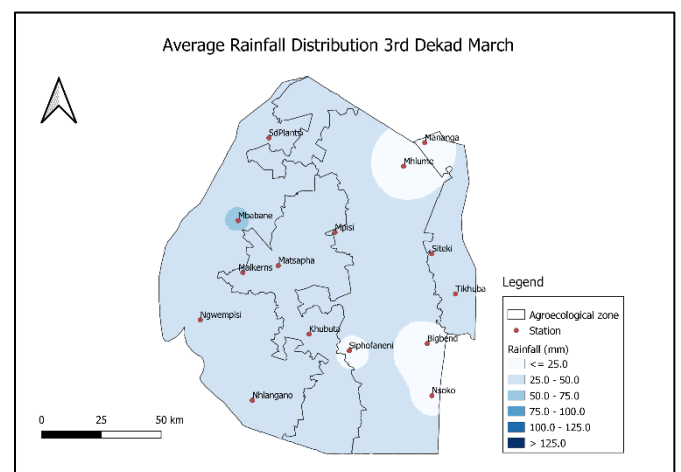 Average Rainfall Distribution 3rd Dekad March
SdPlants
Mananga
Mhlume
Mbabane
Mpisi
Siteki
Matsapha
Malkerns
Tikhuba
Ngwempisi
Khubuta
Bigbend
Siphofaneni
Nsoko
Nhlangano
0 25 50 km
Legend
Agroecological zone
Station
Rainfall (mm)
<= 25.0
25.0 - 50.0
50.0 - 75.0
75.0 - 100.0
100.0 - 125.0
> 125.0